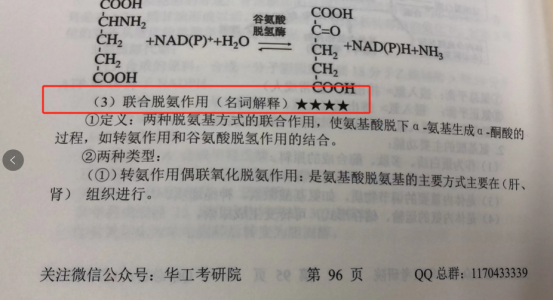 COOH
CHNH₂
CH₂
CH₂
COOH
+NAD(P)⁺+H₂O
谷氨酸
脱氢酶
COOH
C=O
CH₂
CH₂
COOH
+NAD(P)H+NH₃
（3）联合脱氨作用（名词解释）★★★★
①定义：两种脱氨基方式的联合作用，使氨基酸脱下 α-氨基生成 α-酮酸的
过程，如转氨作用和谷氨酸脱氢作用的结合。
②两种类型：
（①）转氨作用偶联氧化脱氨作用：是氨基酸脱氨基的主要方式主要在（肝、
肾） 组织进行。
关注微信公众号：华工考研院 第 96 页 QQ 总群：1170433339